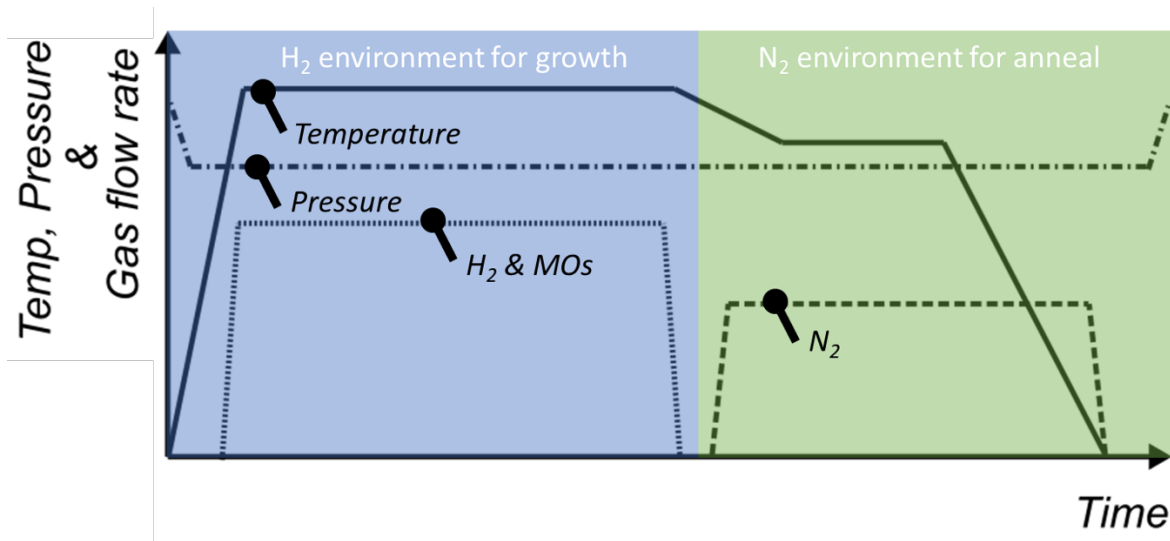 Temp, Pressure
&
Gas flow rate
H₂ environment for growth
N₂ environment for anneal
Temperature
Pressure
H₂ & MOs
N₂
Time